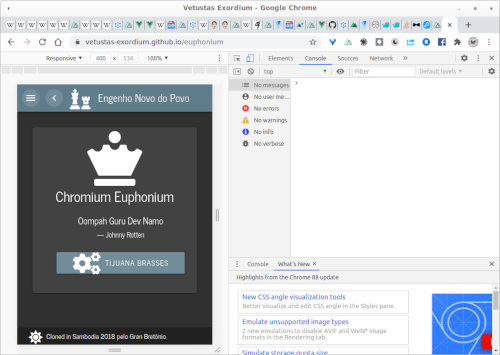 Vetustas Exordium - Google Chrome
vetustas-exordium.github.io/euphonium
Responsive ▾ 400 × 534 100% ▾
Elements Console Sources »
top
Filter
Default levels ▾
No messages
No user me...
No errors
No warnings
No info
No verbose
Engenho Novo do Povo
Chromium Euphonium
Oompah Guru Dev Namo
— Johnny Rotten
TIJUANA BRASSES
Cloned in Sambodia 2018 pelo Gran Bretônio
Console What's New ×
Highlights from the Chrome 88 update
New CSS angle visualization tools
Better visualize and edit CSS angle in the Styles pane.
Emulate unsupported image types
2 new emulations to disable AVIF and WebP image
formats in the Rendering tab.
Simulate storage quota size